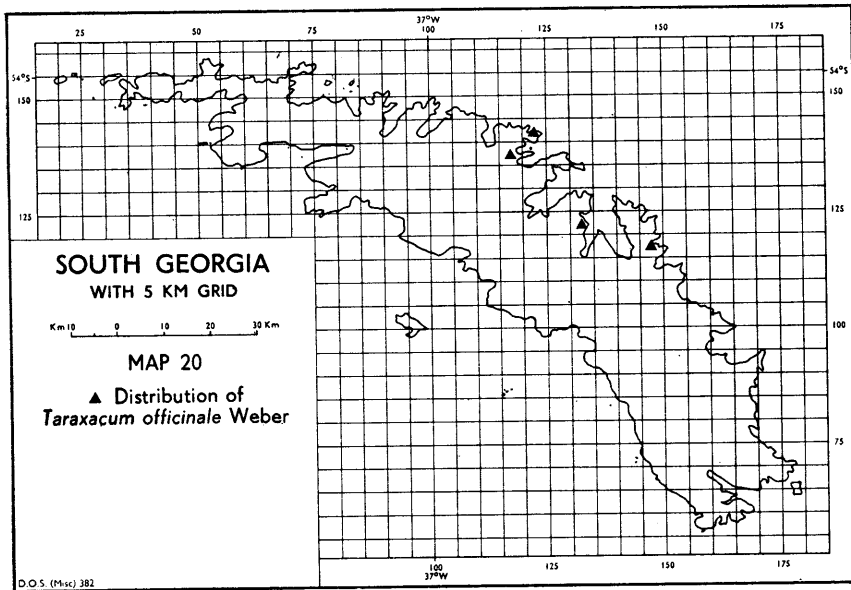 37°W
25 50 75 100 125 150 175
54°S 54°S
150 150
125 125
SOUTH GEORGIA
WITH 5 KM GRID
Km 10 0 10 20 30 Km
100
MAP 20
▲ Distribution of
Taraxacum officinale Weber
75
100 150 175
37°W
D.O.S. (Misc) 382